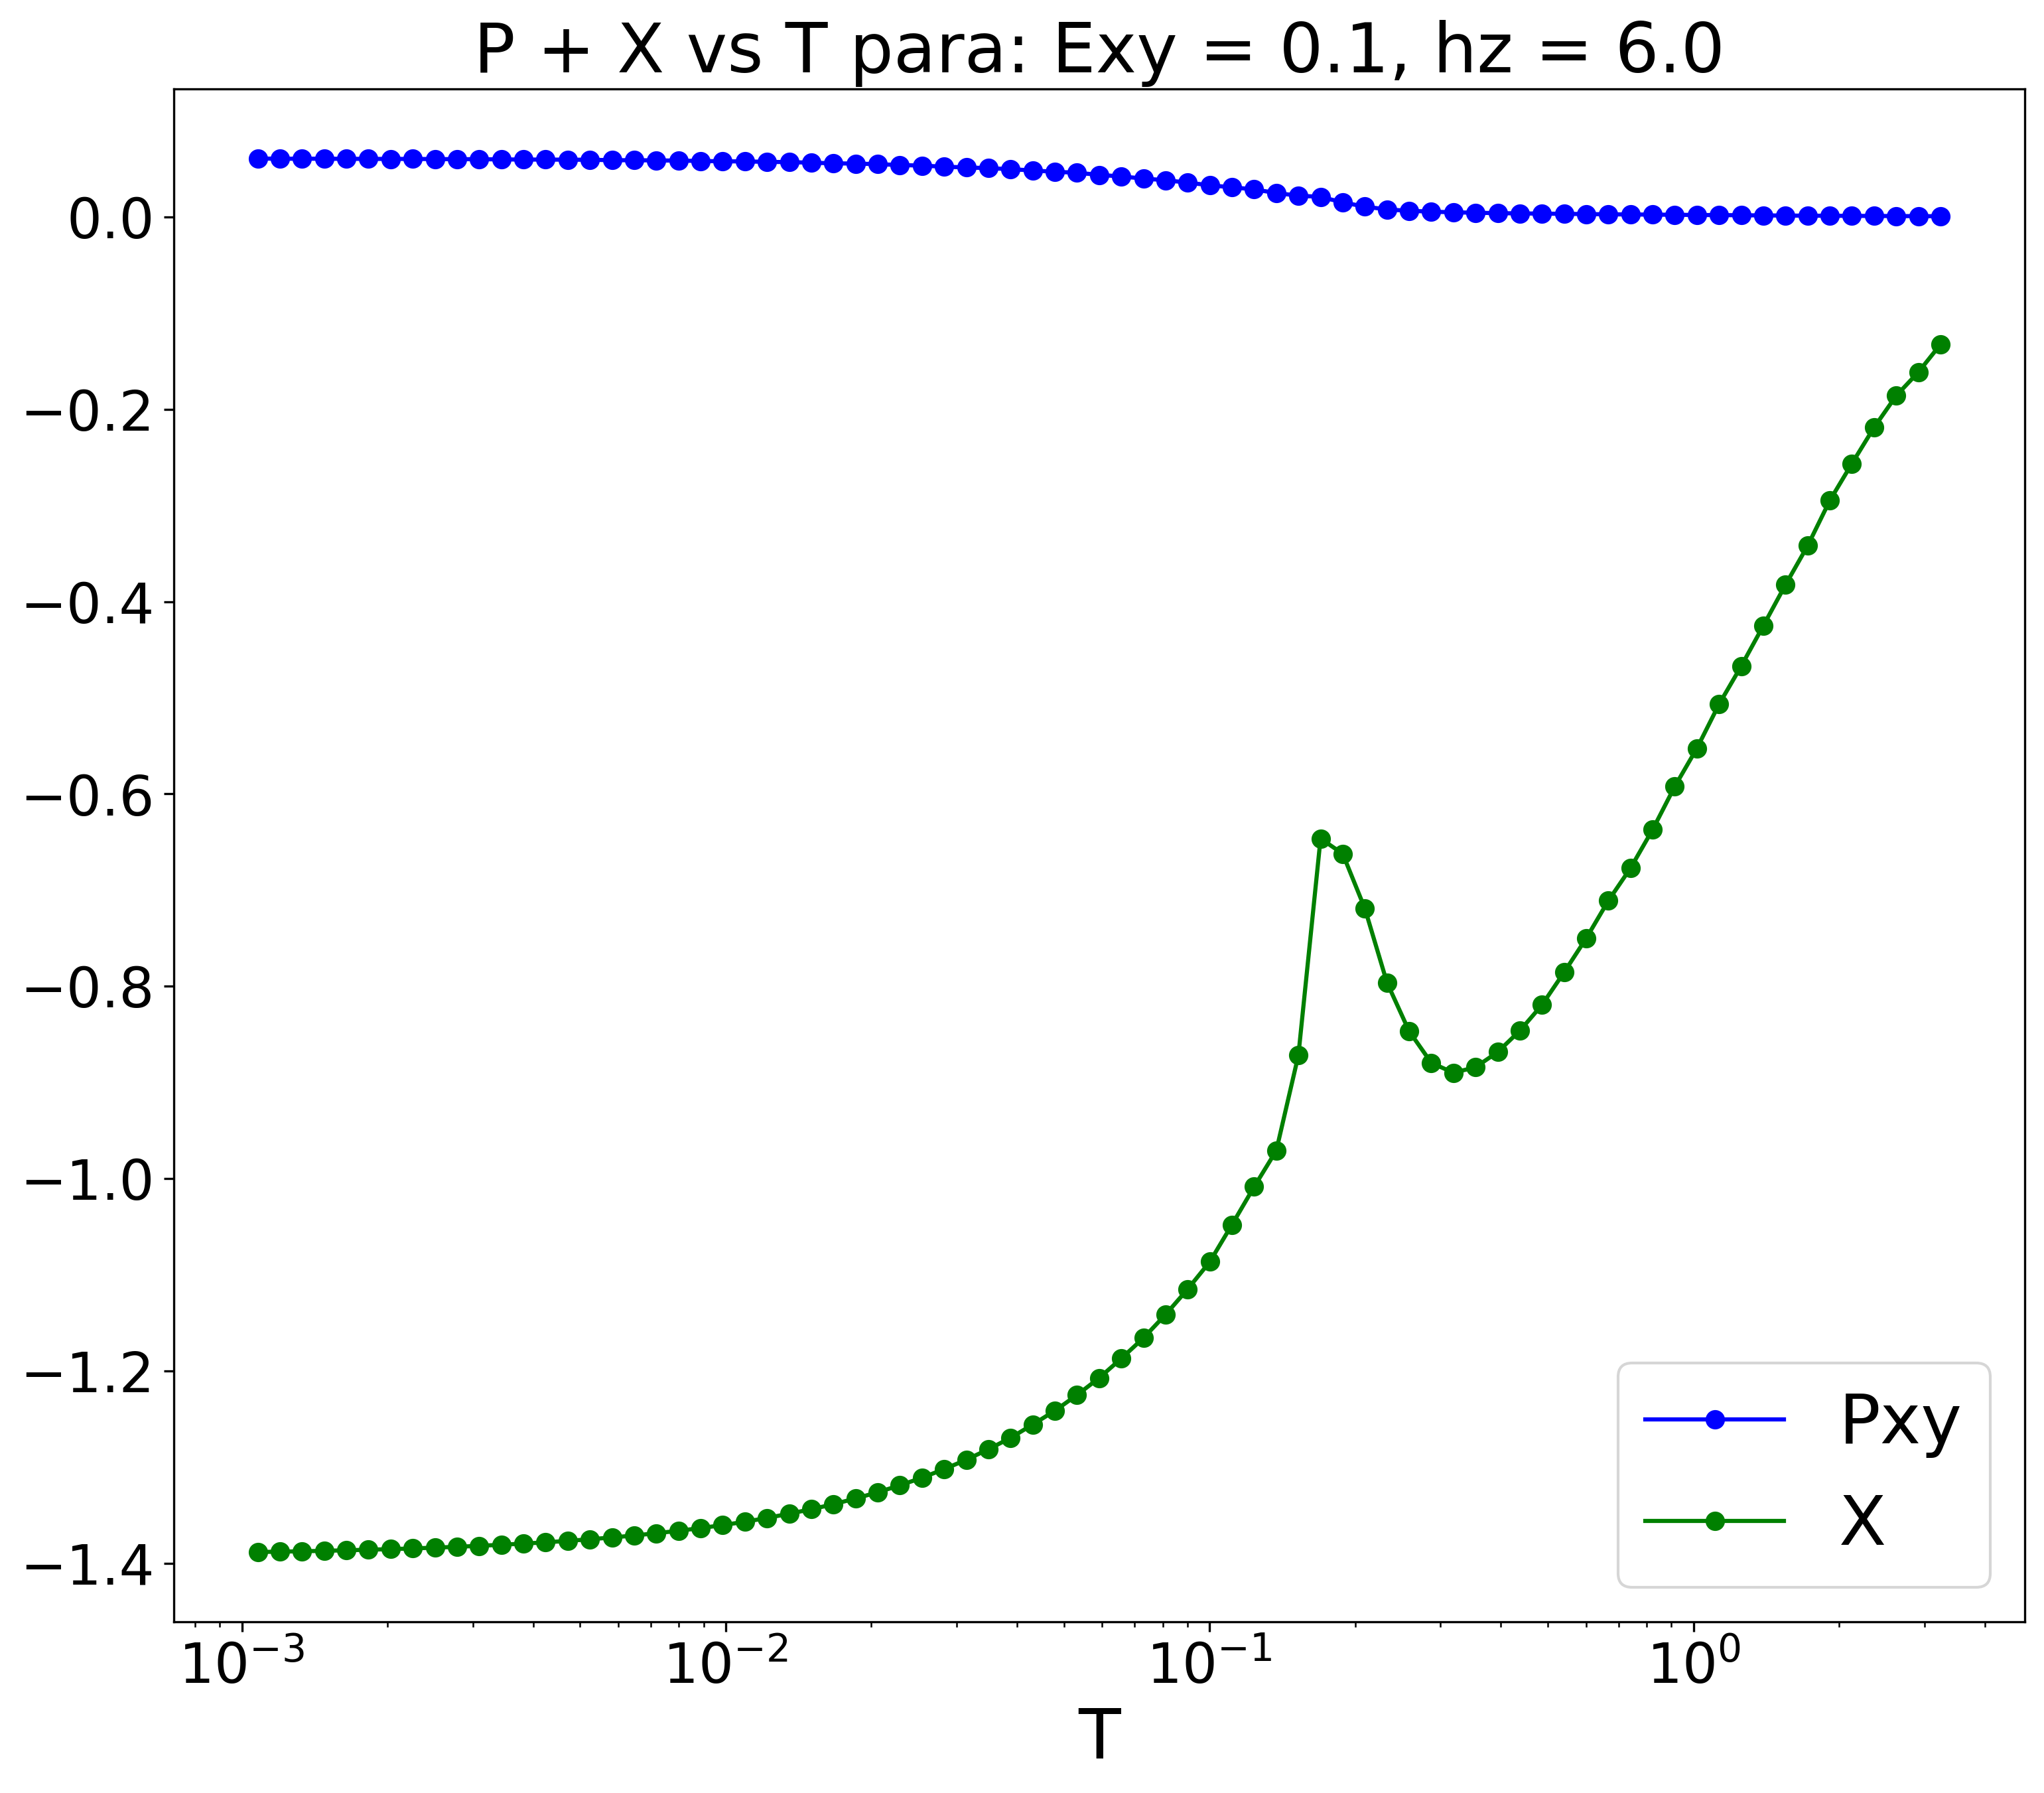 P + X vs T para: Exy = 0.1, hz = 6.0
0.0
−0.2
−0.4
−0.6
−0.8
−1.0
−1.2
−1.4
Pxy
X
10⁻³ 10⁻² 10⁻¹ 10⁰
T